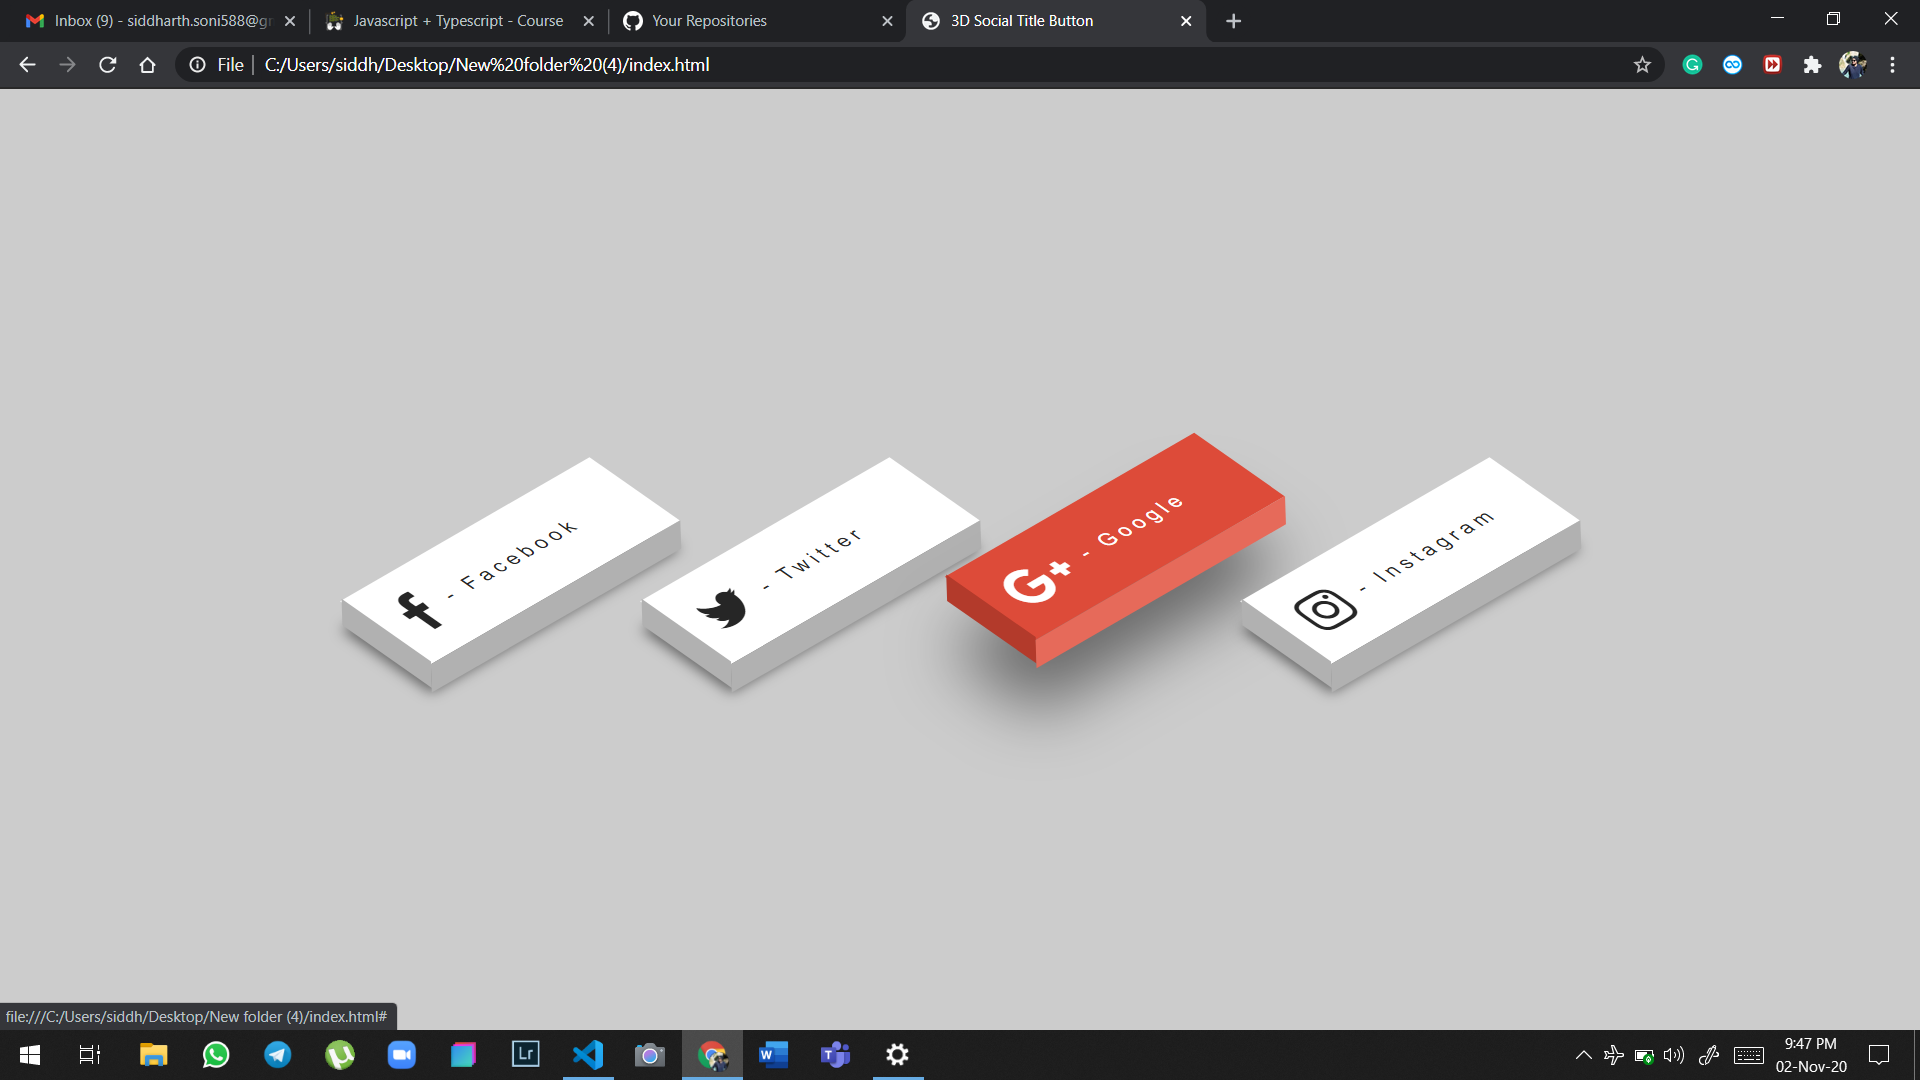 Inbox (9) - siddharth.soni588@gr
Javascript + Typescript - Course
Your Repositories
3D Social Title Button
File
C:/Users/siddh/Desktop/New%20folder%20(4)/index.html
- Facebook
- Twitter
G+ - Google
- Instagram
file:///C:/Users/siddh/Desktop/New folder (4)/index.html#
Lr
W
T
9:47 PM
02-Nov-20